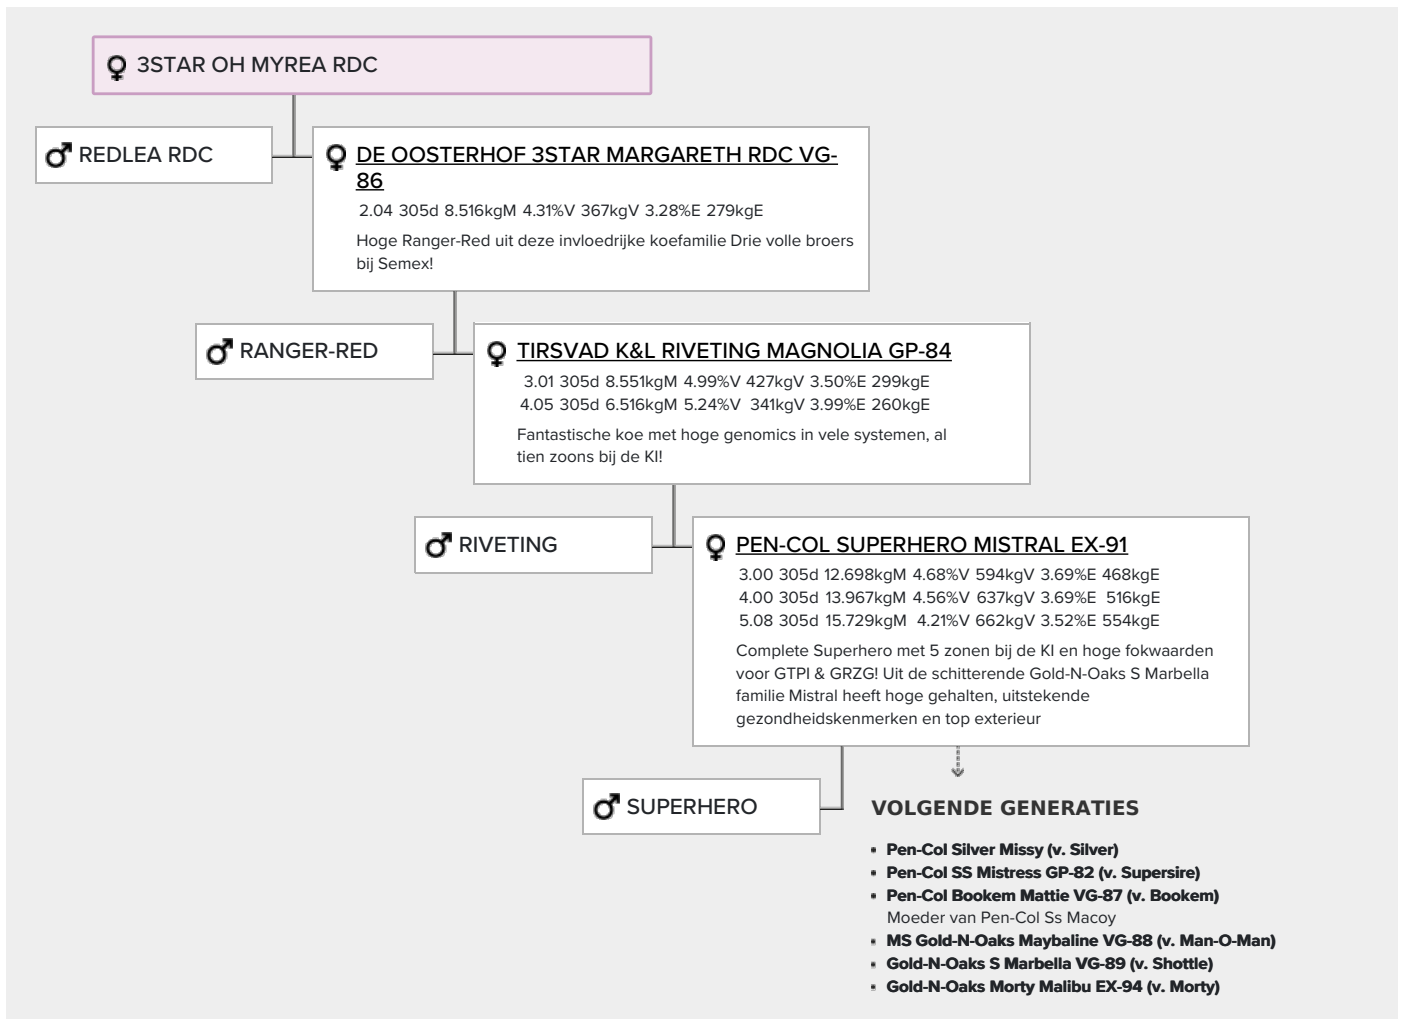 3STAR OH MYREA RDC
REDLEA RDC
DE OOSTERHOF 3STAR MARGARETH RDC VG-
86
2.04 305d 8.516kgM 4.31%V 367kgV 3.28%E 279kgE
Hoge Ranger-Red uit deze invloedrijke koefamilie Drie volle broers
bij Semex!
RANGER-RED
TIRSVAD K&L RIVETING MAGNOLIA GP-84
3.01 305d 8.551kgM 4.99%V 427kgV 3.50%E 299kgE
4.05 305d 6.516kgM 5.24%V 341kgV 3.99%E 260kgE
Fantastische koe met hoge genomics in vele systemen, al
tien zoons bij de KI!
RIVETING
PEN-COL SUPERHERO MISTRAL EX-91
3.00 305d 12.698kgM 4.68%V 594kgV 3.69%E 468kgE
4.00 305d 13.967kgM 4.56%V 637kgV 3.69%E 516kgE
5.08 305d 15.729kgM 4.21%V 662kgV 3.52%E 554kgE
Complete Superhero met 5 zonen bij de KI en hoge fokwaarden
voor GTPI & GRZG! Uit de schitterende Gold-N-Oaks S Marbella
familie Mistral heeft hoge gehalten, uitstekende
gezondheidskenmerken en top exterieur
SUPERHERO
VOLGENDE GENERATIES
▪ Pen-Col Silver Missy (v. Silver)
▪ Pen-Col SS Mistress GP-82 (v. Supersire)
▪ Pen-Col Bookem Mattie VG-87 (v. Bookem)
Moeder van Pen-Col Ss Macoy
▪ MS Gold-N-Oaks Maybaline VG-88 (v. Man-O-Man)
▪ Gold-N-Oaks S Marbella VG-89 (v. Shottle)
▪ Gold-N-Oaks Morty Malibu EX-94 (v. Morty)